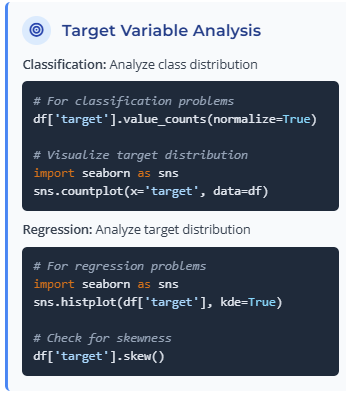 Target Variable Analysis
Classification: Analyze class distribution
# For classification problems
df['target'].value_counts(normalize=True)
# Visualize target distribution
import seaborn as sns
sns.countplot(x='target', data=df)
Regression: Analyze target distribution
# For regression problems
import seaborn as sns
sns.histplot(df['target'], kde=True)
# Check for skewness
df['target'].skew()